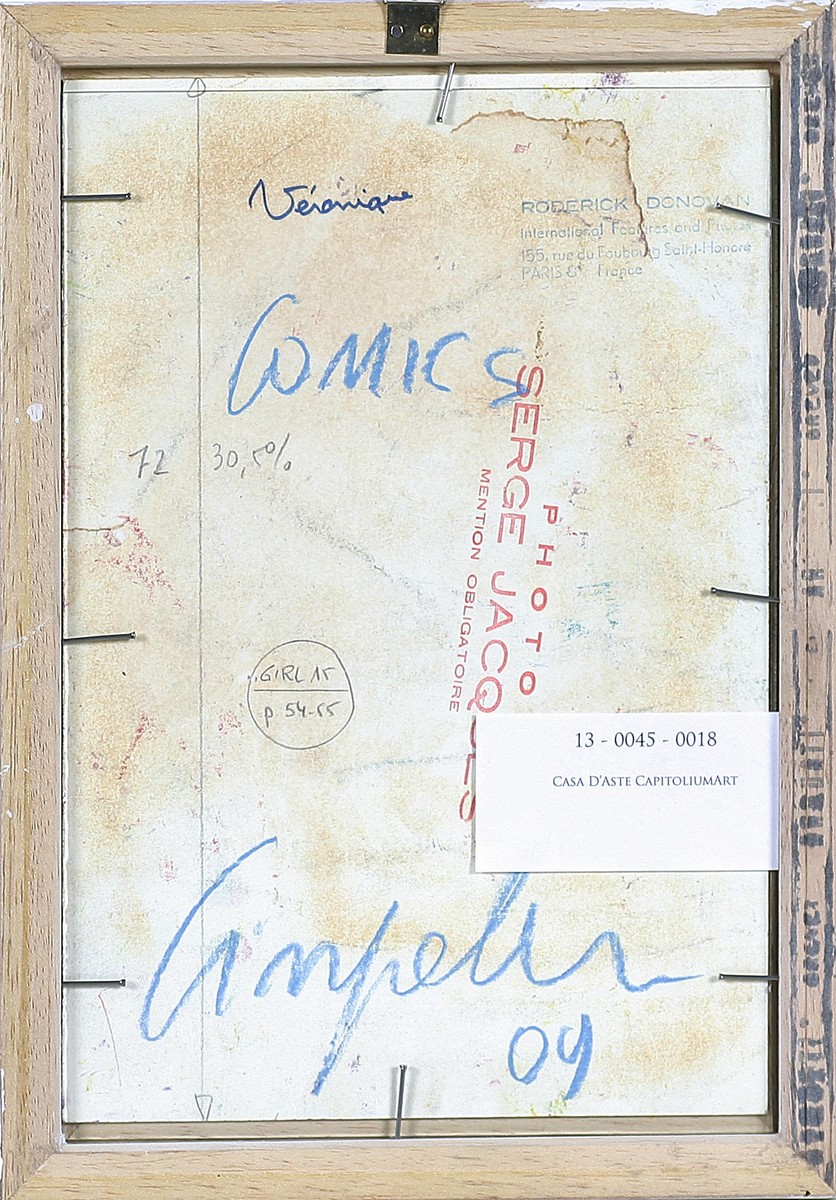 Véronique
RODERICK DONOVAN
International Features and Photos
155, rue du Faubourg Saint-Honoré
PARIS 8e France
COMICS
72 30,5%
PHOTO
SERGE JACQUES
MENTION OBLIGATOIRE
GIRL 15
p 54-55
13 - 0045 - 0018
CASA D'ASTE CAPITOLIUMART
09